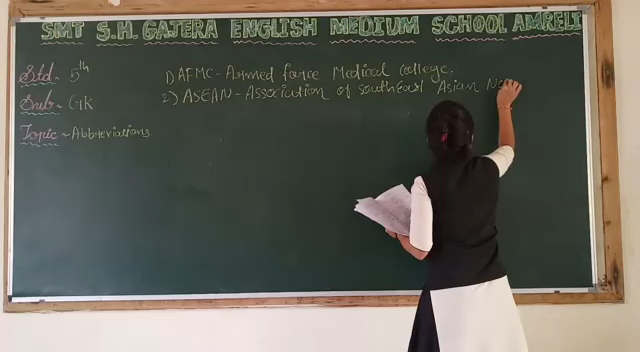 SMT S.H. GAJERA ENGLISH MEDIUM SCHOOL AMRELI
Std ~ 5th
Sub ~ GK
Topic ~ Abbreviations
1) AFMC - Armed force Medical college.
2) ASEAN - Association of southEast Asian